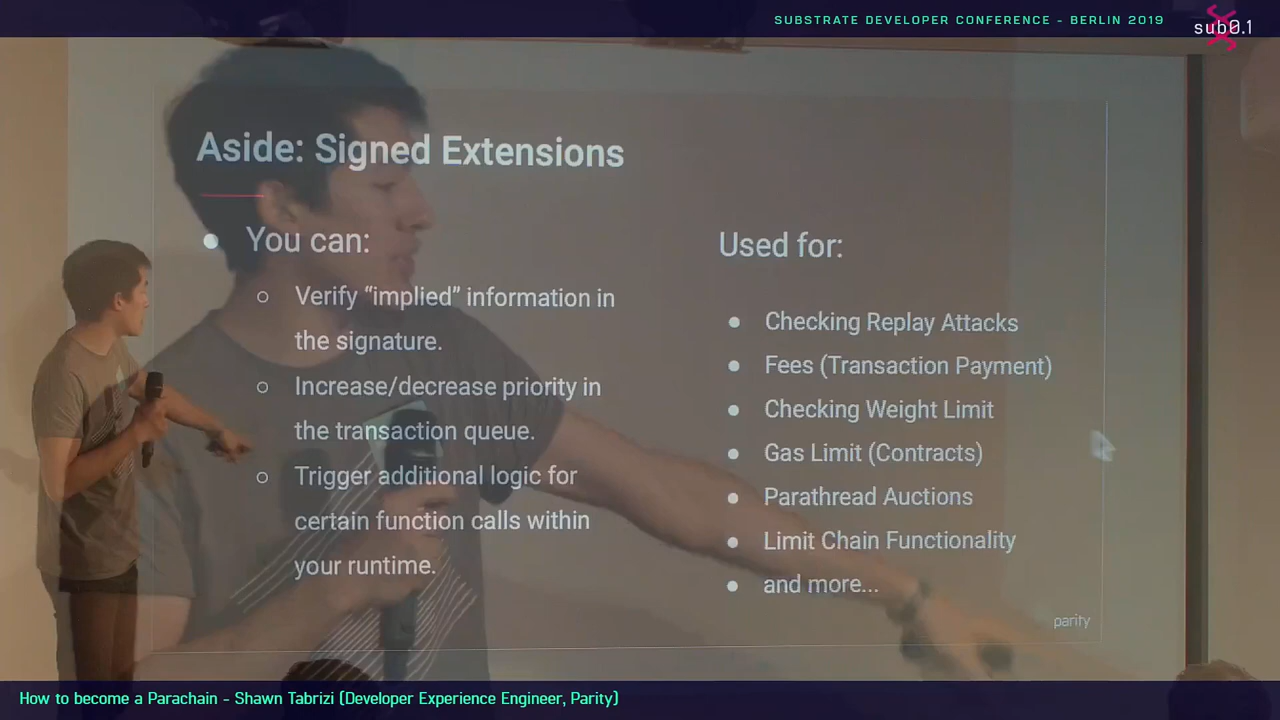 SUBSTRATE DEVELOPER CONFERENCE - BERLIN 2019
sub0.1
Aside: Signed Extensions
You can:
Verify “implied” information in
the signature.
Increase/decrease priority in
the transaction queue.
Trigger additional logic for
certain function calls within
your runtime.
Used for:
Checking Replay Attacks
Fees (Transaction Payment)
Checking Weight Limit
Gas Limit (Contracts)
Parathread Auctions
Limit Chain Functionality
and more...
parity
How to become a Parachain - Shawn Tabrizi (Developer Experience Engineer, Parity)